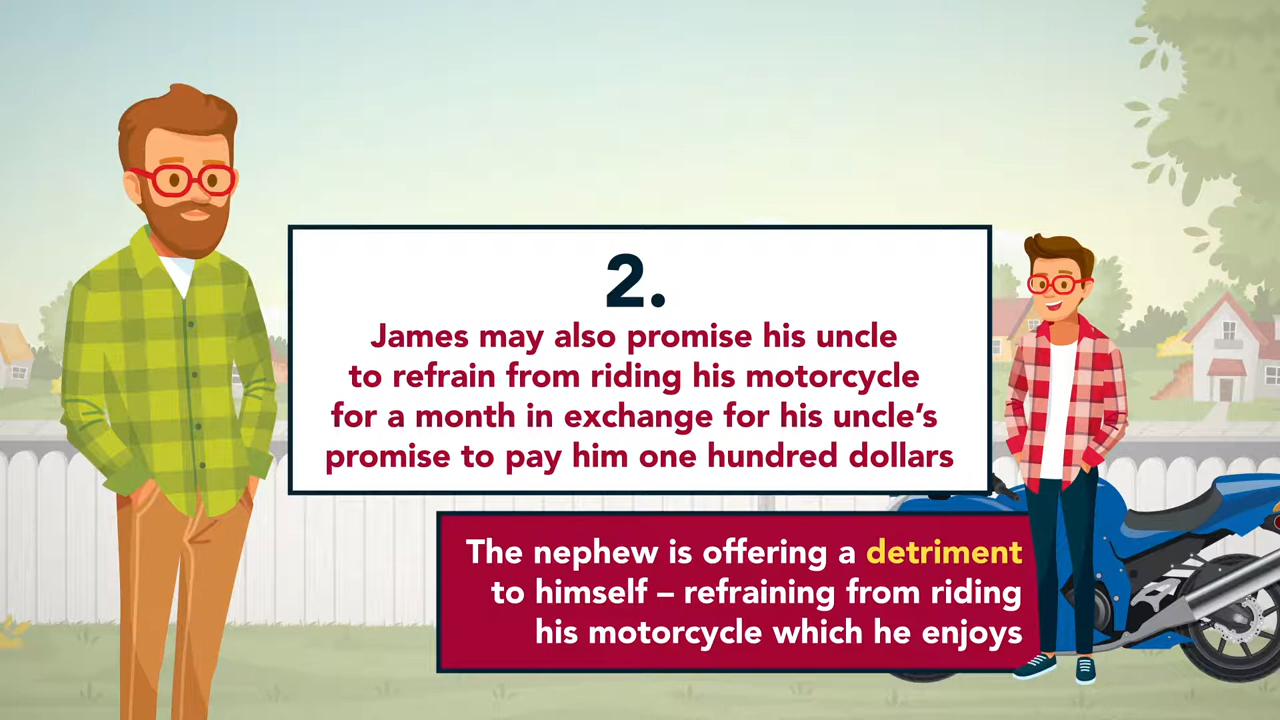 2.
James may also promise his uncle
to refrain from riding his motorcycle
for a month in exchange for his uncle’s
promise to pay him one hundred dollars
The nephew is offering a detriment
to himself – refraining from riding
his motorcycle which he enjoys